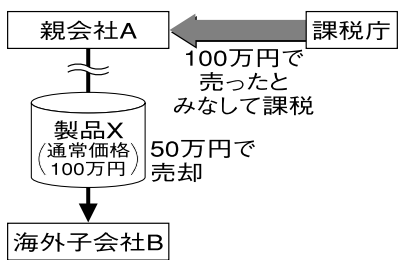 親会社A
課税庁
100万円で
売ったと
みなして課税
製品X
(通常価格
100万円)
50万円で
売却
海外子会社B